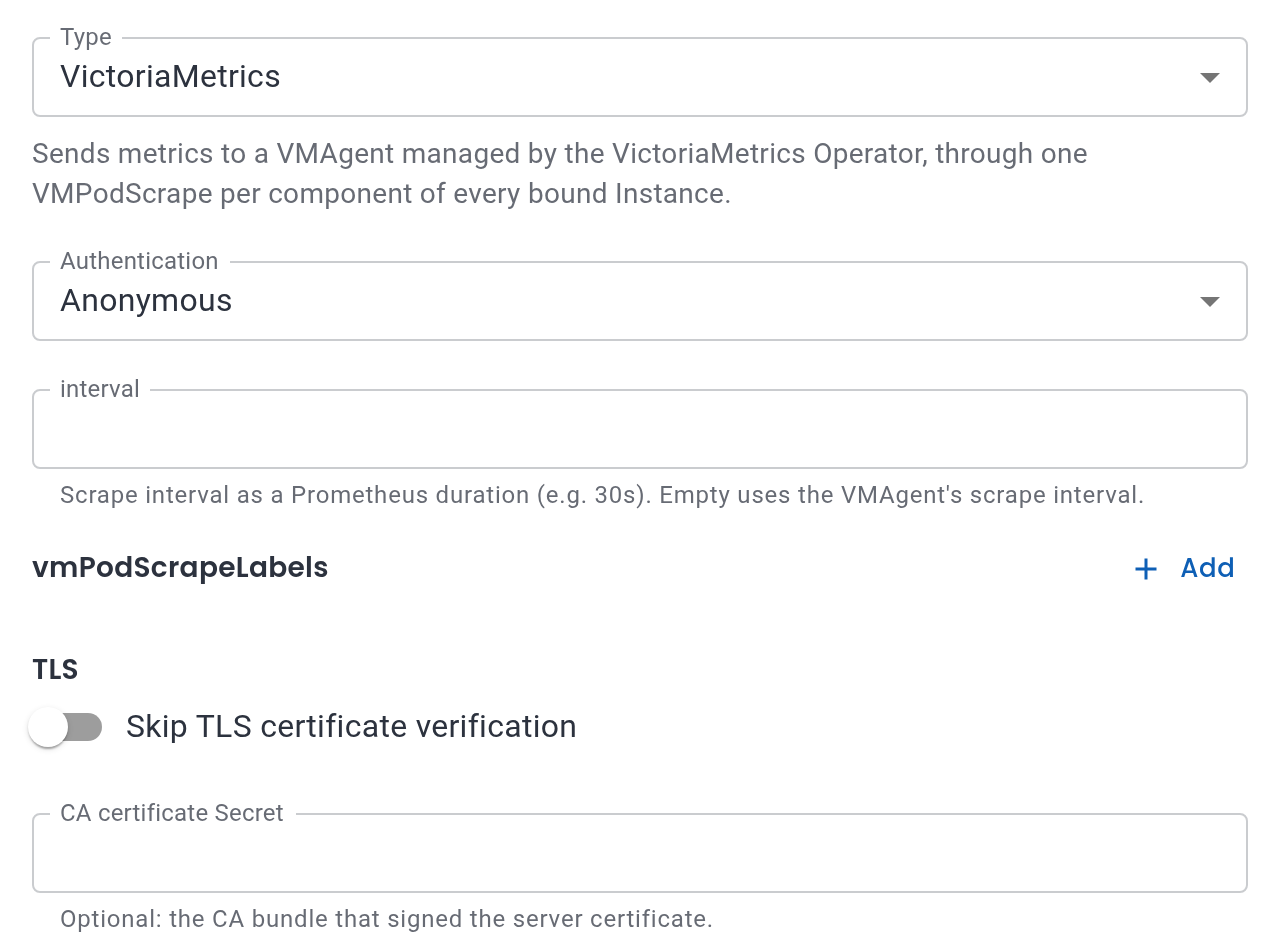 Type
VictoriaMetrics
Sends metrics to a VMAgent managed by the VictoriaMetrics Operator, through one
VMPodScrape per component of every bound Instance.
Authentication
Anonymous
interval
Scrape interval as a Prometheus duration (e.g. 30s). Empty uses the VMAgent's scrape interval.
vmPodScrapeLabels
+ Add
TLS
Skip TLS certificate verification
CA certificate Secret
Optional: the CA bundle that signed the server certificate.